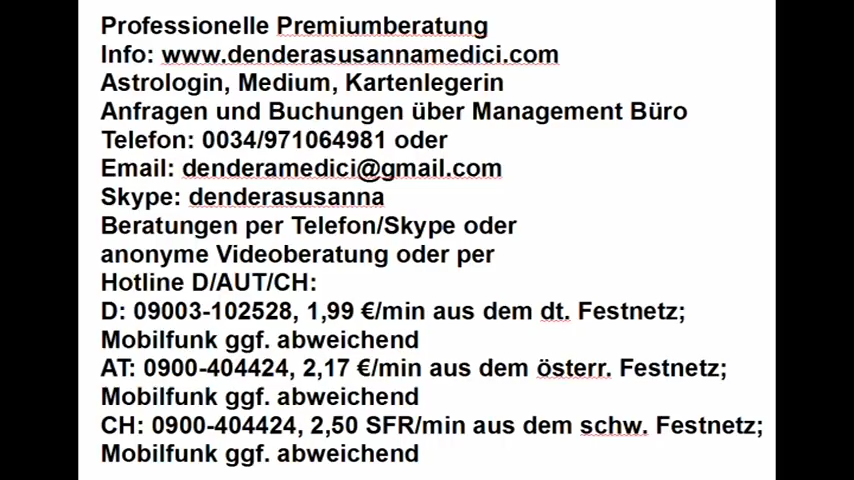 Professionelle Premiumberatung
Info: www.denderasusannamedici.com
Astrologin, Medium, Kartenlegerin
Anfragen und Buchungen über Management Büro
Telefon: 0034/971064981 oder
Email: denderamedici@gmail.com
Skype: denderasusanna
Beratungen per Telefon/Skype oder
anonyme Videoberatung oder per
Hotline D/AUT/CH:
D: 09003-102528, 1,99 €/min aus dem dt. Festnetz;
Mobilfunk ggf. abweichend
AT: 0900-404424, 2,17 €/min aus dem österr. Festnetz;
Mobilfunk ggf. abweichend
CH: 0900-404424, 2,50 SFR/min aus dem schw. Festnetz;
Mobilfunk ggf. abweichend